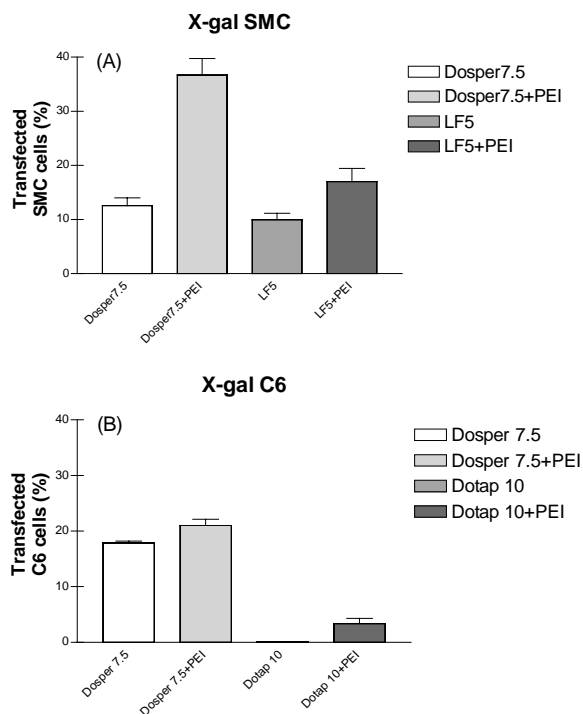 X-gal SMC
(A)
Transfected
SMC cells (%)
40
30
20
10
0
Dosper7.5
Dosper7.5+PEI
LF5
LF5+PEI
Dosper7.5
Dosper7.5+PEI
LF5
LF5+PEI
X-gal C6
(B)
Transfected
C6 cells (%)
40
30
20
10
0
Dosper 7.5
Dosper 7.5+PEI
Dotap 10
Dotap 10+PEI
Dosper 7.5
Dosper 7.5+PEI
Dotap 10
Dotap 10+PEI